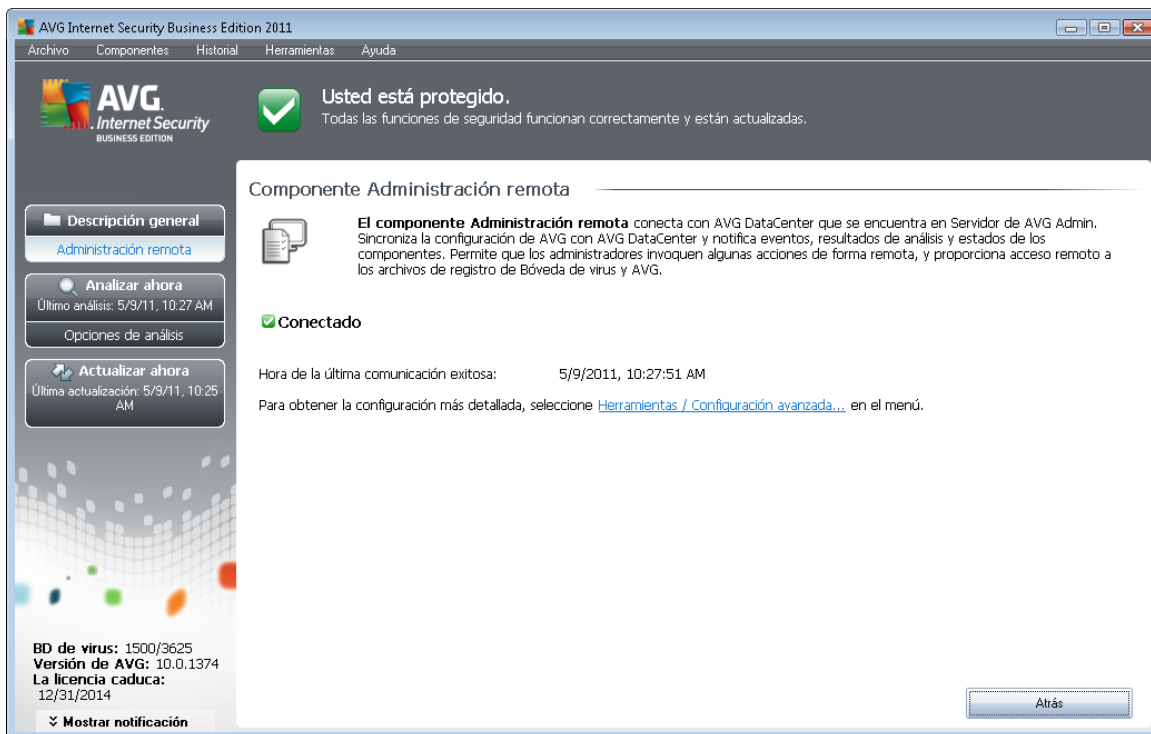 AVG Internet Security Business Edition 2011
Archivo Componentes Historial Herramientas Ayuda
AVG.
Internet Security
BUSINESS EDITION
Usted está protegido.
Todas las funciones de seguridad funcionan correctamente y están actualizadas.
Descripción general
Administración remota
Analizar ahora
Último análisis: 5/9/11, 10:27 AM
Opciones de análisis
Actualizar ahora
Última actualización: 5/9/11, 10:25
AM
BD de virus: 1500/3625
Versión de AVG: 10.0.1374
La licencia caduca:
12/31/2014
Mostrar notificación
Componente Administración remota
El componente Administración remota conecta con AVG DataCenter que se encuentra en Servidor de AVG Admin.
Sincroniza la configuración de AVG con AVG DataCenter y notifica eventos, resultados de análisis y estados de los
componentes. Permite que los administradores invoquen algunas acciones de forma remota, y proporciona acceso remoto a
los archivos de registro de Bóveda de virus y AVG.
Conectado
Hora de la última comunicación exitosa: 5/9/2011, 10:27:51 AM
Para obtener la configuración más detallada, seleccione Herramientas / Configuración avanzada... en el menú.
Atrás